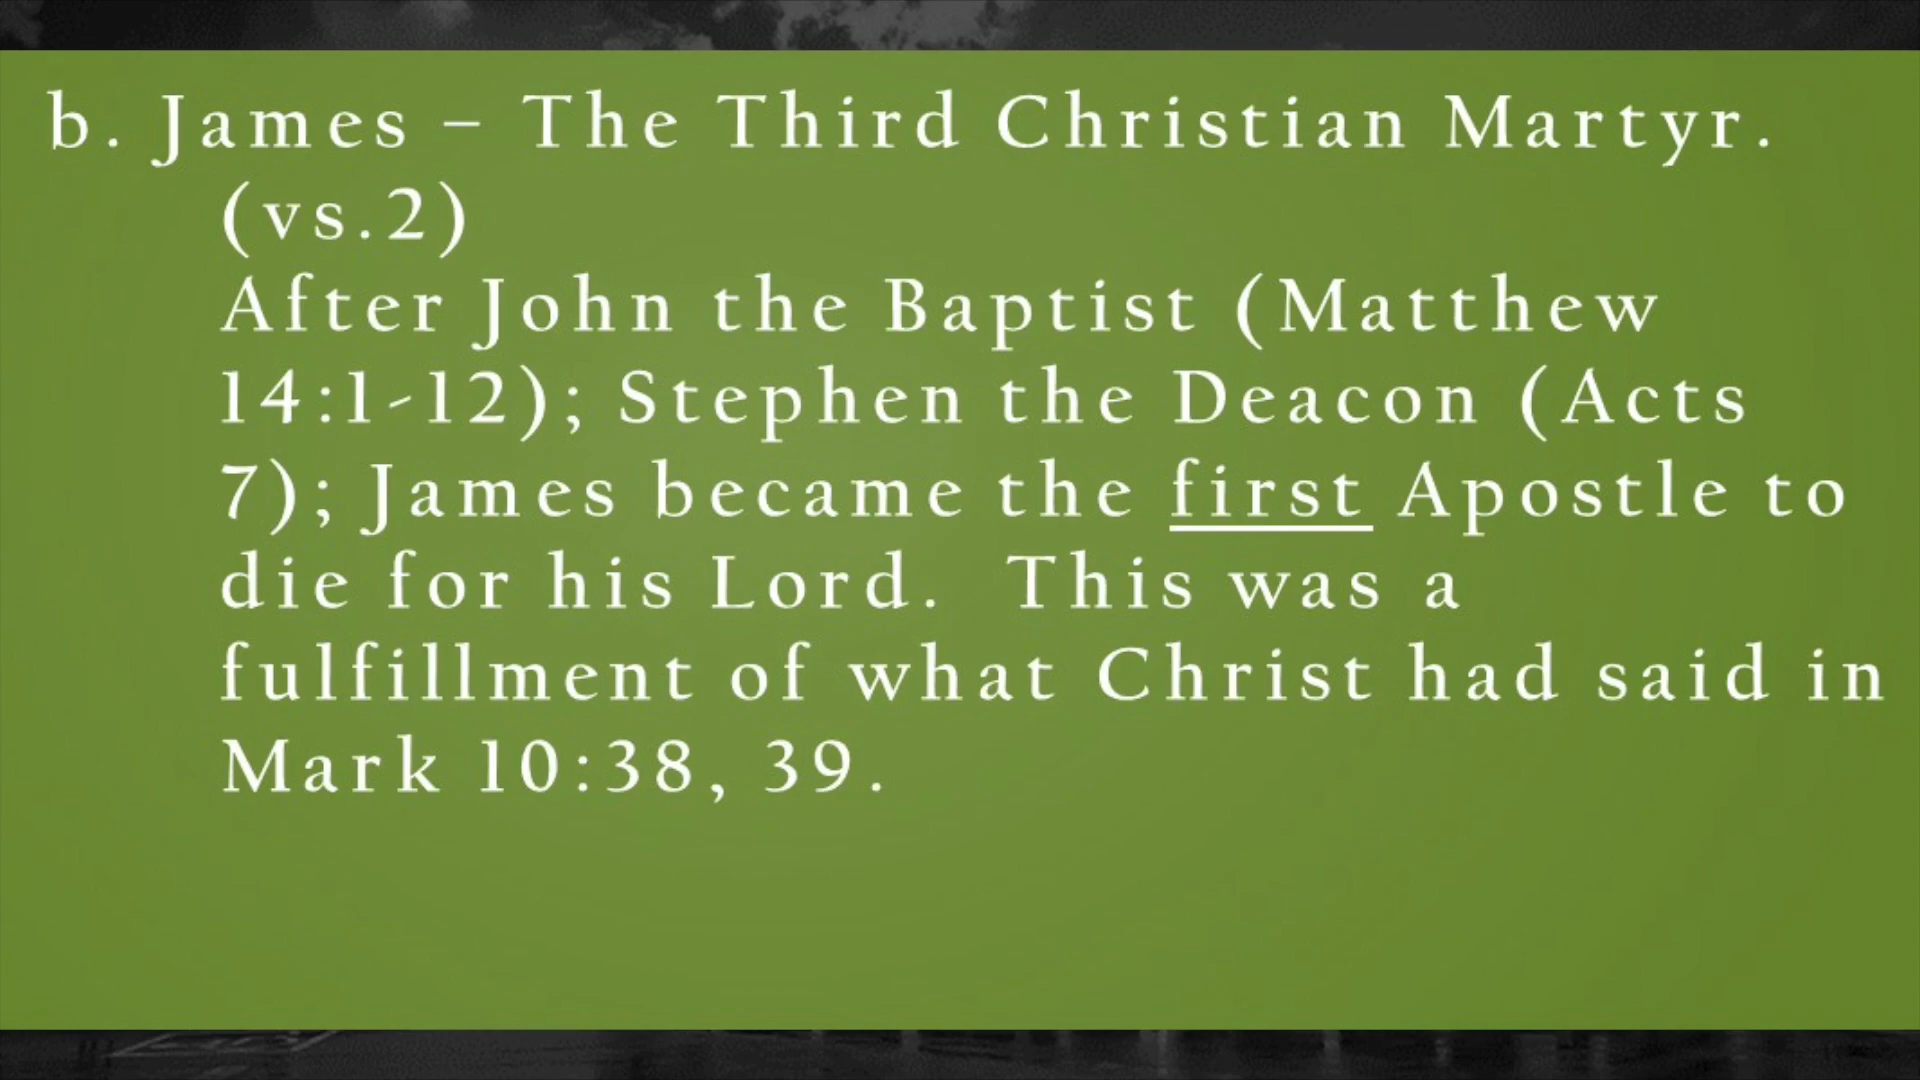 b. James – The Third Christian Martyr.
(vs.2)
After John the Baptist (Matthew
14:1-12); Stephen the Deacon (Acts
7); James became the first Apostle to
die for his Lord.  This was a
fulfillment of what Christ had said in
Mark 10:38, 39.